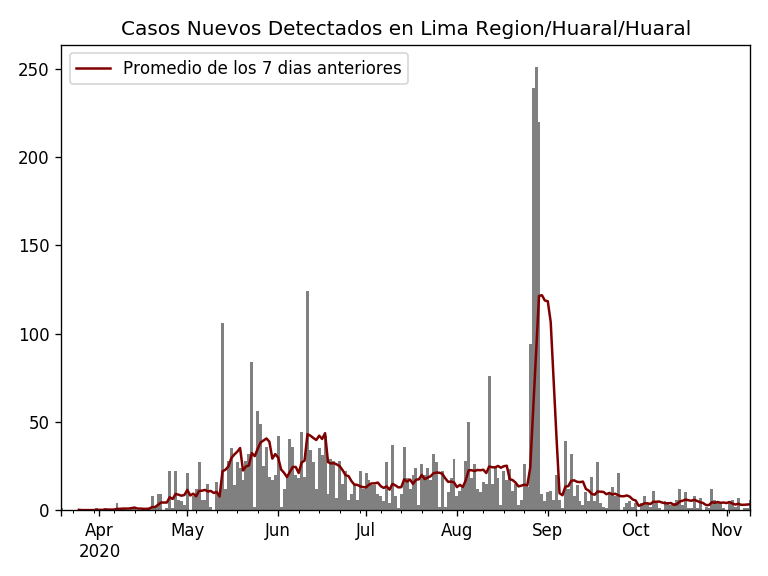 Casos Nuevos Detectados en Lima Region/Huaral/Huaral
Promedio de los 7 dias anteriores
250
200
150
100
50
0
Apr May Jun Jul Aug Sep Oct Nov
2020